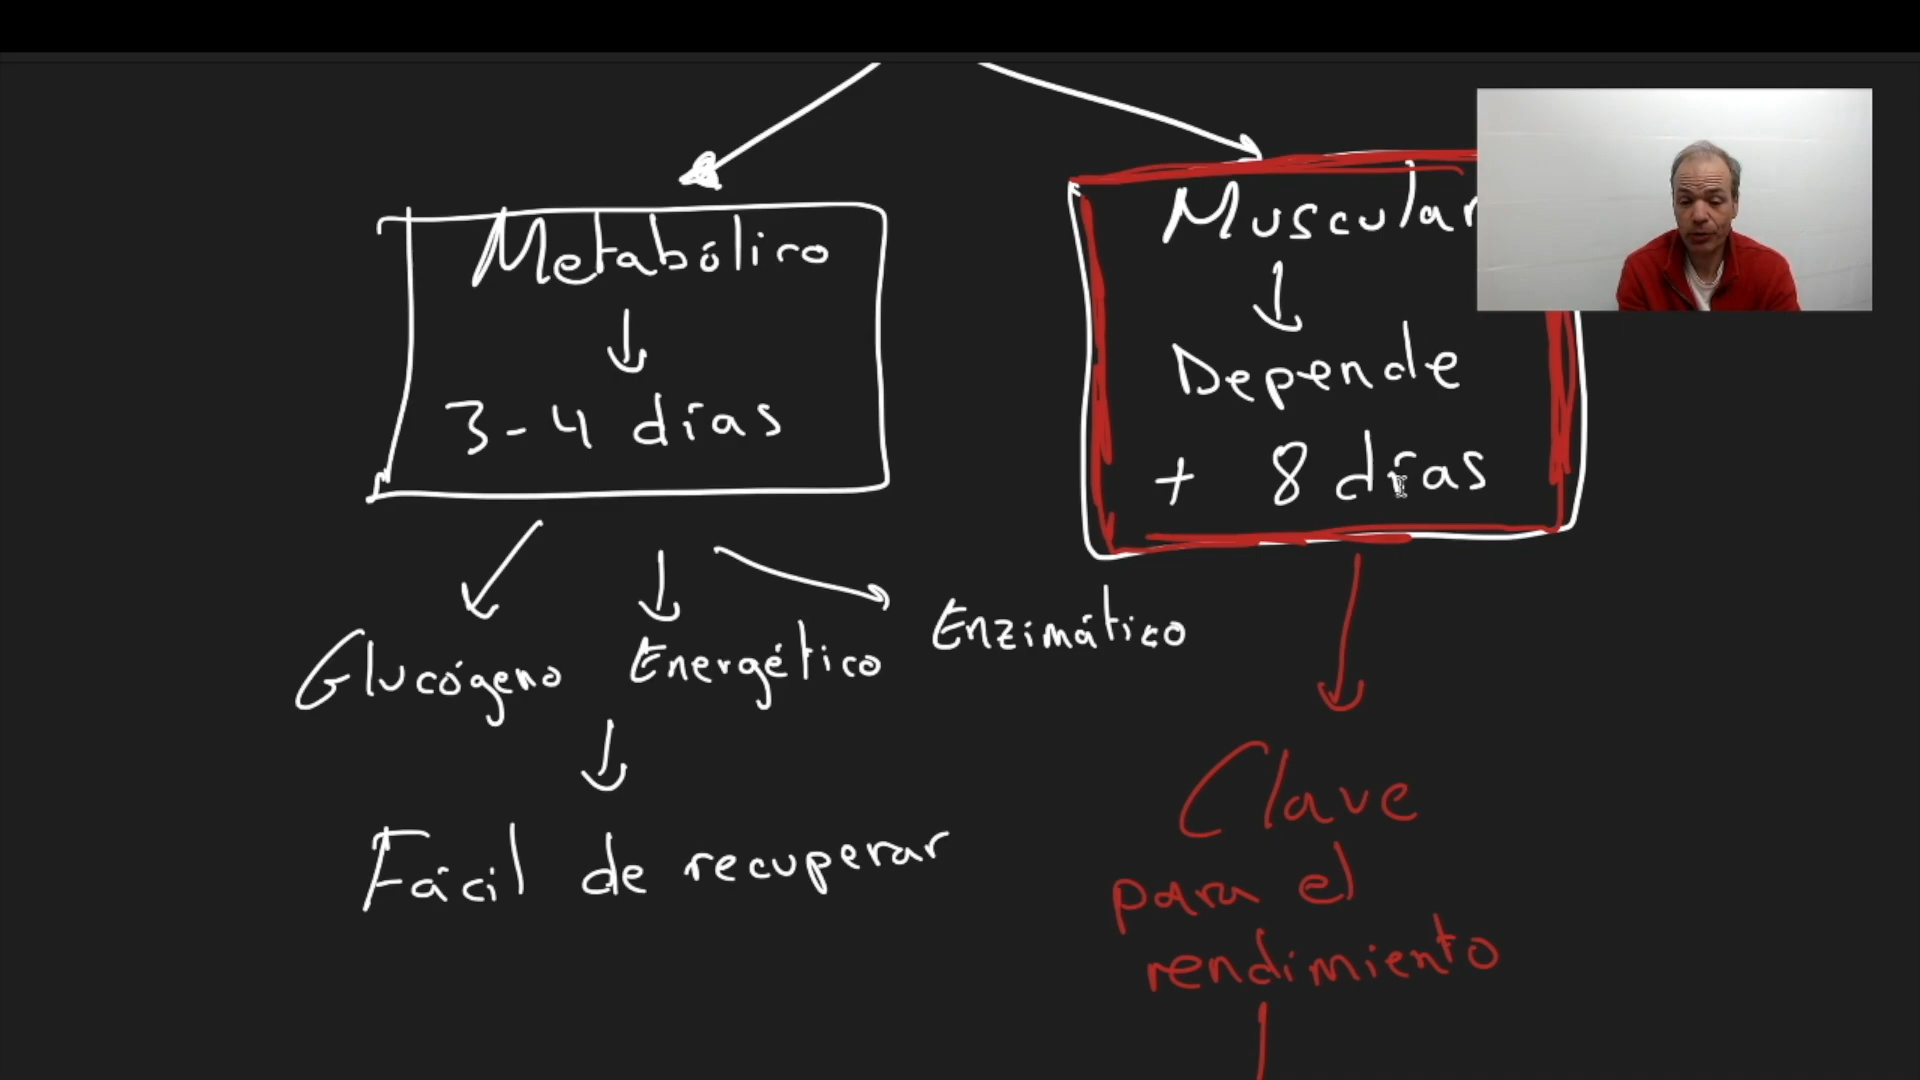 Metabólico
3-4 días
Glucógeno
Energético
Enzimático
Fácil de recuperar
Muscular
Depende
+ 8 días
Clave
para el
rendimiento